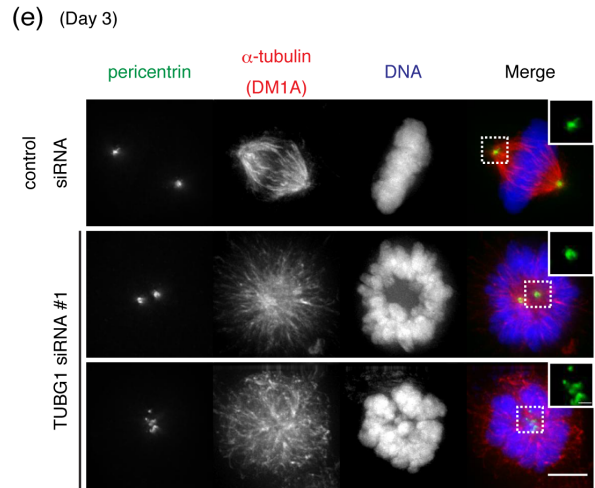 (e) (Day 3)
pericentrin
α-tubulin
(DM1A)
DNA
Merge
control
siRNA
TUBG1 siRNA #1